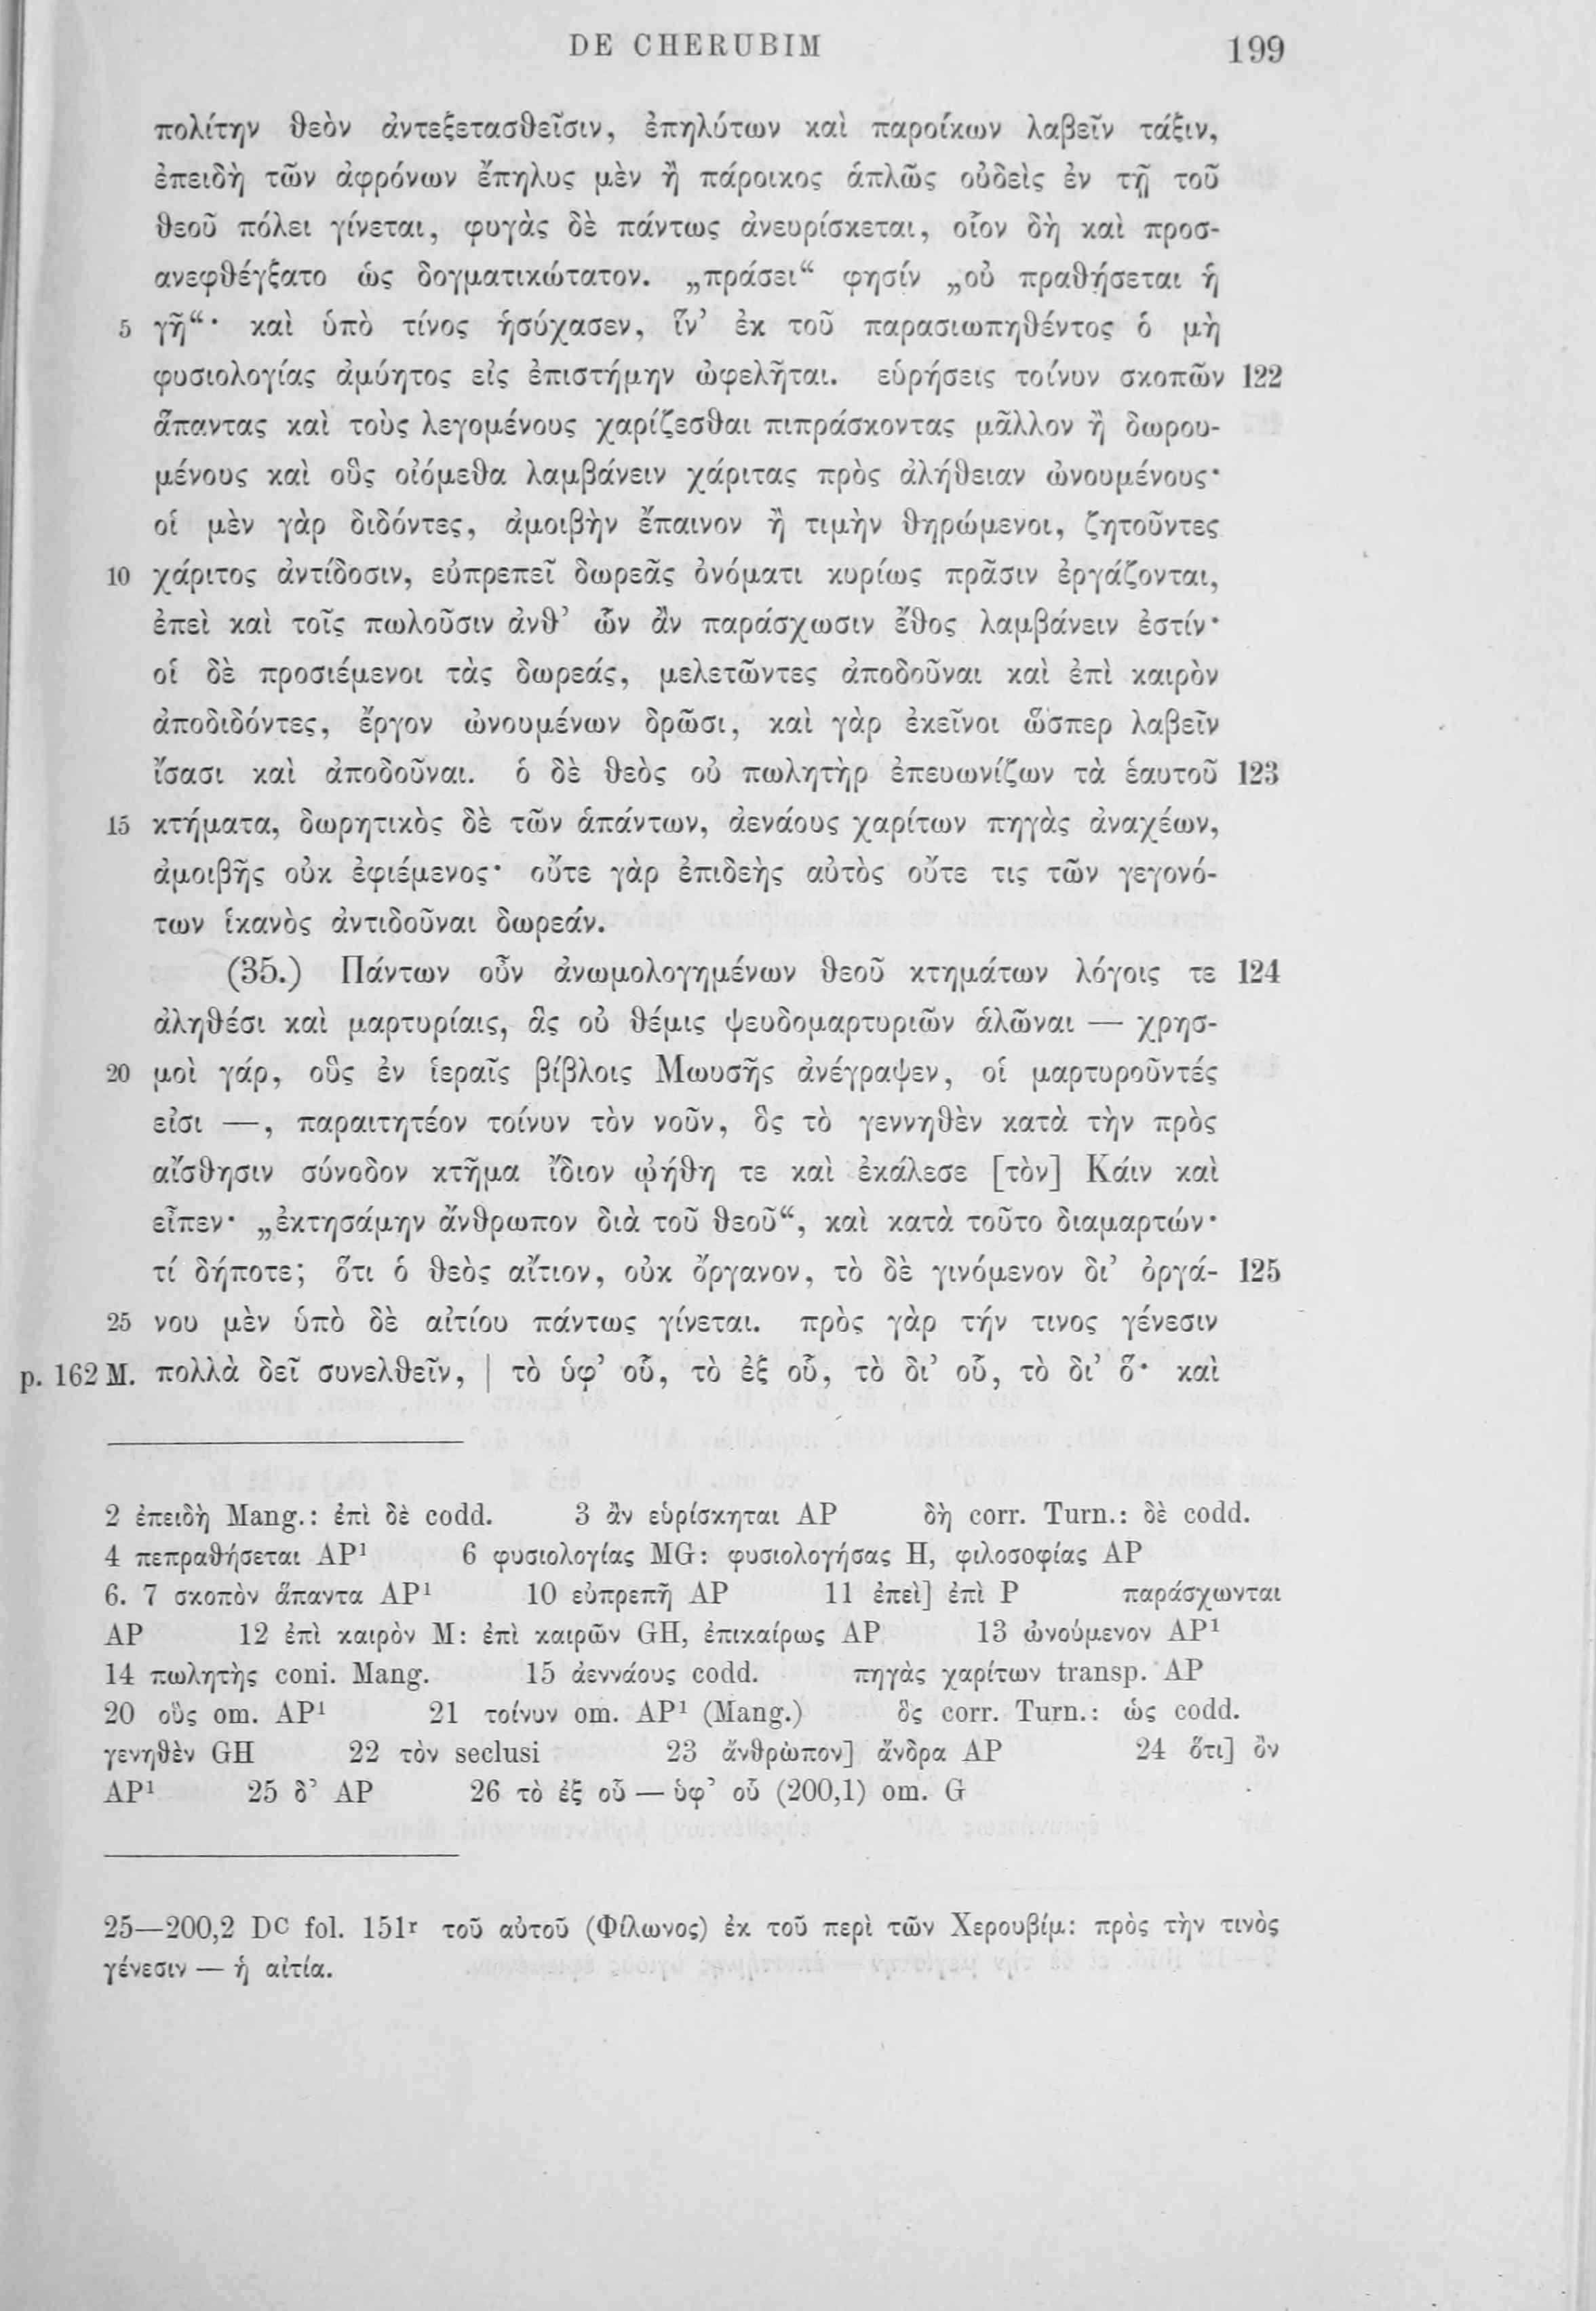 DE CHERUBIM 199
πολίτην θεὸν ἀντεξετασθεῖσιν, ἐπηλύτων καὶ παροίκων λαβεῖν τάξιν,
ἐπειδὴ τῶν ἀφρόνων ἔπηλυς μὲν ἢ πάροικος ἁπλῶς οὐδεὶς ἐν τῇ τοῦ
θεοῦ πόλει γίνεται, φυγὰς δὲ πάντως ἀνευρίσκεται, οἷον δὴ καὶ προσ-
ανεφθέγξατο ὡς δογματικώτατον. „πράσει“ φησίν „οὐ πραθήσεται ἡ
5 γῆ“· καὶ ὑπὸ τίνος ἡσύχασεν, ἵν’ ἐκ τοῦ παρασιωπηθέντος ὁ μὴ
φυσιολογίας ἀμύητος εἰς ἐπιστήμην ὠφελῆται. εὑρήσεις τοίνυν σκοπῶν 122
ἅπαντας καὶ τοὺς λεγομένους χαρίζεσθαι πιπράσκοντας μᾶλλον ἢ δωρου-
μένους καὶ οὓς οἰόμεθα λαμβάνειν χάριτας πρὸς ἀλήθειαν ὠνουμένους·
οἱ μὲν γὰρ διδόντες, ἀμοιβὴν ἔπαινον ἢ τιμὴν θηρώμενοι, ζητοῦντες
10 χάριτος ἀντίδοσιν, εὐπρεπεῖ δωρεᾶς ὀνόματι κυρίως πρᾶσιν ἐργάζονται,
ἐπεὶ καὶ τοῖς πωλοῦσιν ἀνθ’ ὧν ἂν παράσχωσιν ἔθος λαμβάνειν ἐστίν·
οἱ δὲ προσιέμενοι τὰς δωρεάς, μελετῶντες ἀποδοῦναι καὶ ἐπὶ καιρὸν
ἀποδιδόντες, ἔργον ὠνουμένων δρῶσι, καὶ γὰρ ἐκεῖνοι ὥσπερ λαβεῖν
ἴσασι καὶ ἀποδοῦναι. ὁ δὲ θεὸς οὐ πωλητὴρ ἐπευωνίζων τὰ ἑαυτοῦ 123
15 κτήματα, δωρητικὸς δὲ τῶν ἁπάντων, ἀενάους χαρίτων πηγὰς ἀναχέων,
ἀμοιβῆς οὐκ ἐφιέμενος· οὔτε γὰρ ἐπιδεὴς αὐτὸς οὔτε τις τῶν γεγονό-
των ἱκανὸς ἀντιδοῦναι δωρεάν.
(35.) Πάντων οὖν ἀνωμολογημένων θεοῦ κτημάτων λόγοις τε 124
ἀληθέσι καὶ μαρτυρίαις, ἃς οὐ θέμις ψευδομαρτυριῶν ἁλῶναι — χρησ-
20 μοὶ γάρ, οὓς ἐν ἱεραῖς βίβλοις Μωυσῆς ἀνέγραψεν, οἱ μαρτυροῦντές
εἰσι —, παραιτητέον τοίνυν τὸν νοῦν, ὃς τὸ γεννηθὲν κατὰ τὴν πρὸς
αἴσθησιν σύνοδον κτῆμα ἴδιον ᾠήθη τε καὶ ἐκάλεσε [τὸν] Κάιν καὶ
εἶπεν· „ἐκτησάμην ἄνθρωπον διὰ τοῦ θεοῦ“, καὶ κατὰ τοῦτο διαμαρτών·
τί δήποτε; ὅτι ὁ θεὸς αἴτιον, οὐκ ὄργανον, τὸ δὲ γινόμενον δι’ ὀργά- 125
25 νου μὲν ὑπὸ δὲ αἰτίου πάντως γίνεται. πρὸς γὰρ τήν τινος γένεσιν
p. 162 M. πολλὰ δεῖ συνελθεῖν, | τὸ ὑφ’ οὗ, τὸ ἐξ οὗ, τὸ δι’ οὗ, τὸ δι’ ὅ· καὶ
2 ἐπειδὴ Mang.: ἐπὶ δὲ codd. 3 ἂν εὑρίσκηται AP δὴ corr. Turn.: δὲ codd.
4 πεπραθήσεται AP¹ 6 φυσιολογίας MG: φυσιολογήσας H, φιλοσοφίας AP
6. 7 σκοπὸν ἅπαντα AP¹ 10 εὐπρεπῆ AP 11 ἐπεὶ] ἐπὶ P παράσχωνται
AP 12 ἐπὶ καιρὸν M: ἐπὶ καιρῶν GH, ἐπικαίρως AP 13 ὠνούμενον AP¹
14 πωλητὴς coni. Mang. 15 ἀεννάους codd. πηγὰς χαρίτων transp. AP
20 οὓς om. AP¹ 21 τοίνυν om. AP¹ (Mang.) ὃς corr. Turn.: ὡς codd.
γενηθὲν GH 22 τὸν seclusi 23 ἄνθρωπον] ἄνδρα AP 24 ὅτι] ὃν
AP¹ 25 δ’ AP 26 τὸ ἐξ οὗ — ὑφ’ οὗ (200,1) om. G
25—200,2 Dᶜ fol. 151ʳ τοῦ αὐτοῦ (Φίλωνος) ἐκ τοῦ περὶ τῶν Χερουβίμ: πρὸς τὴν τινὸς
γένεσιν — ἡ αἰτία.